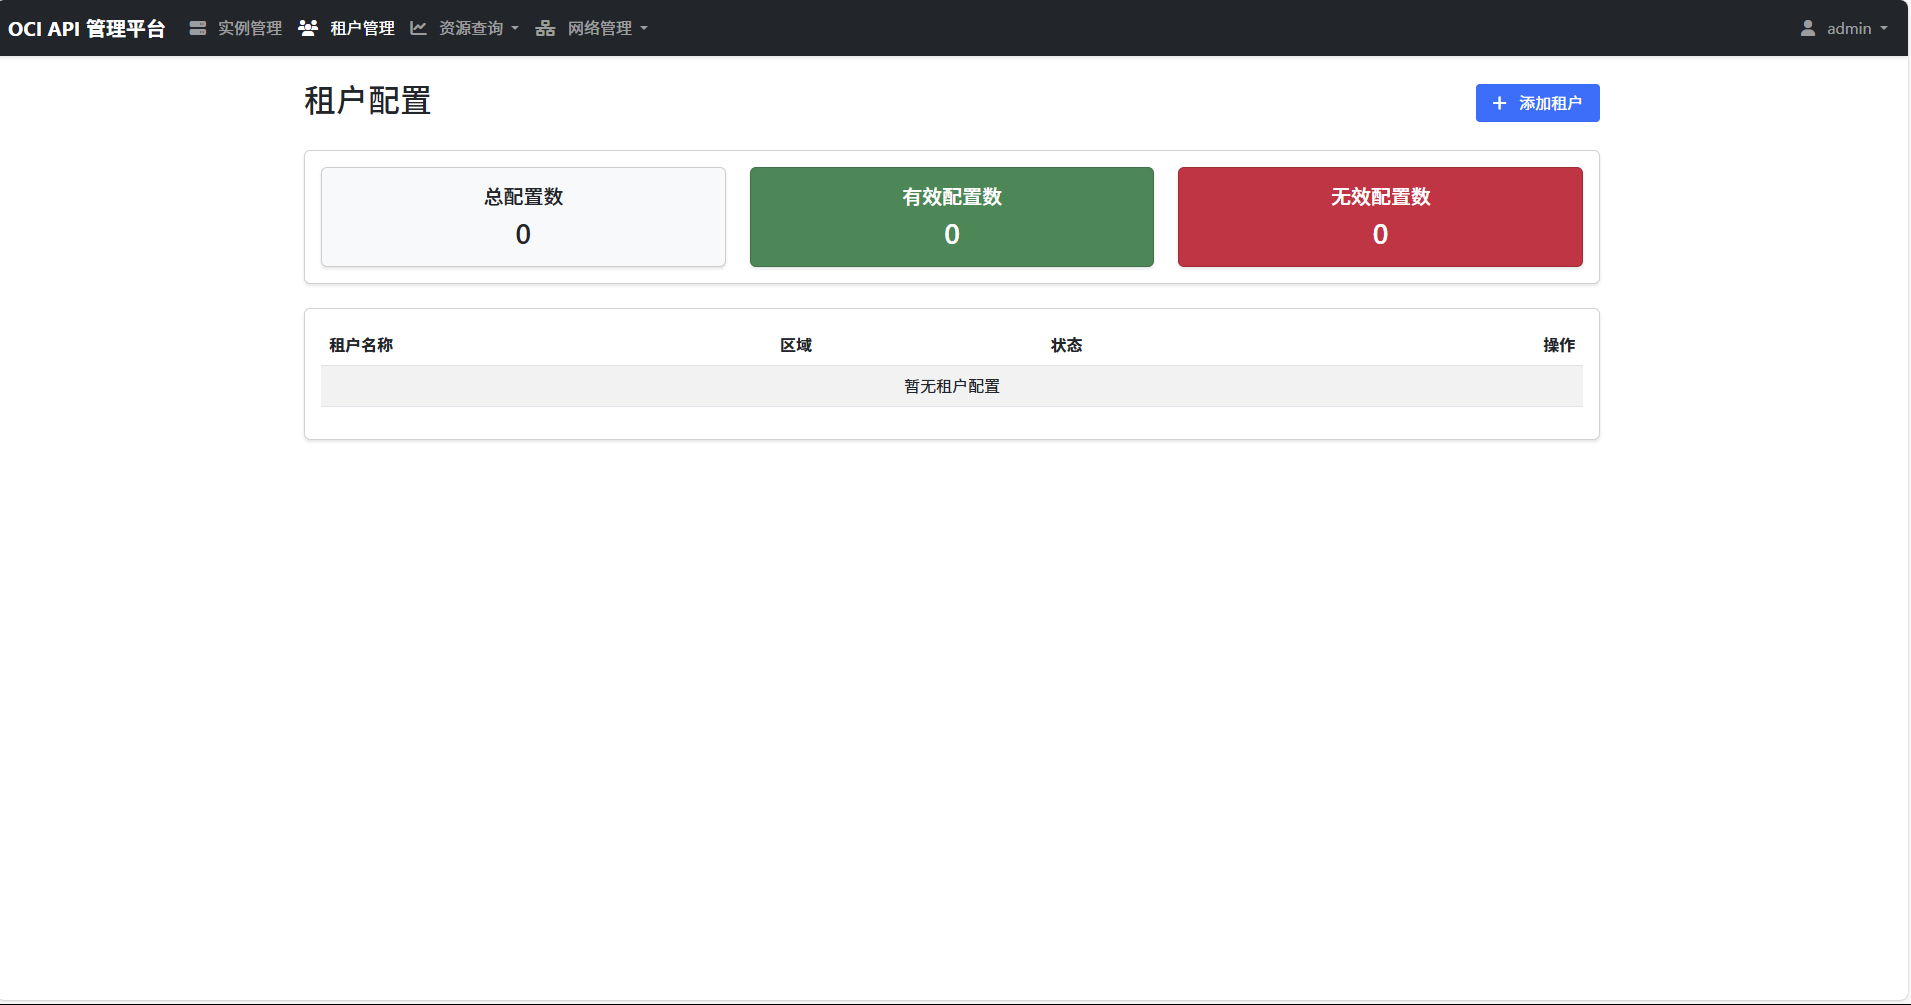 OCI API 管理平台 实例管理 租户管理 资源查询 网络管理 admin
租户配置 添加租户
总配置数 有效配置数 无效配置数
0 0 0
租户名称 区域 状态 操作
暂无租户配置